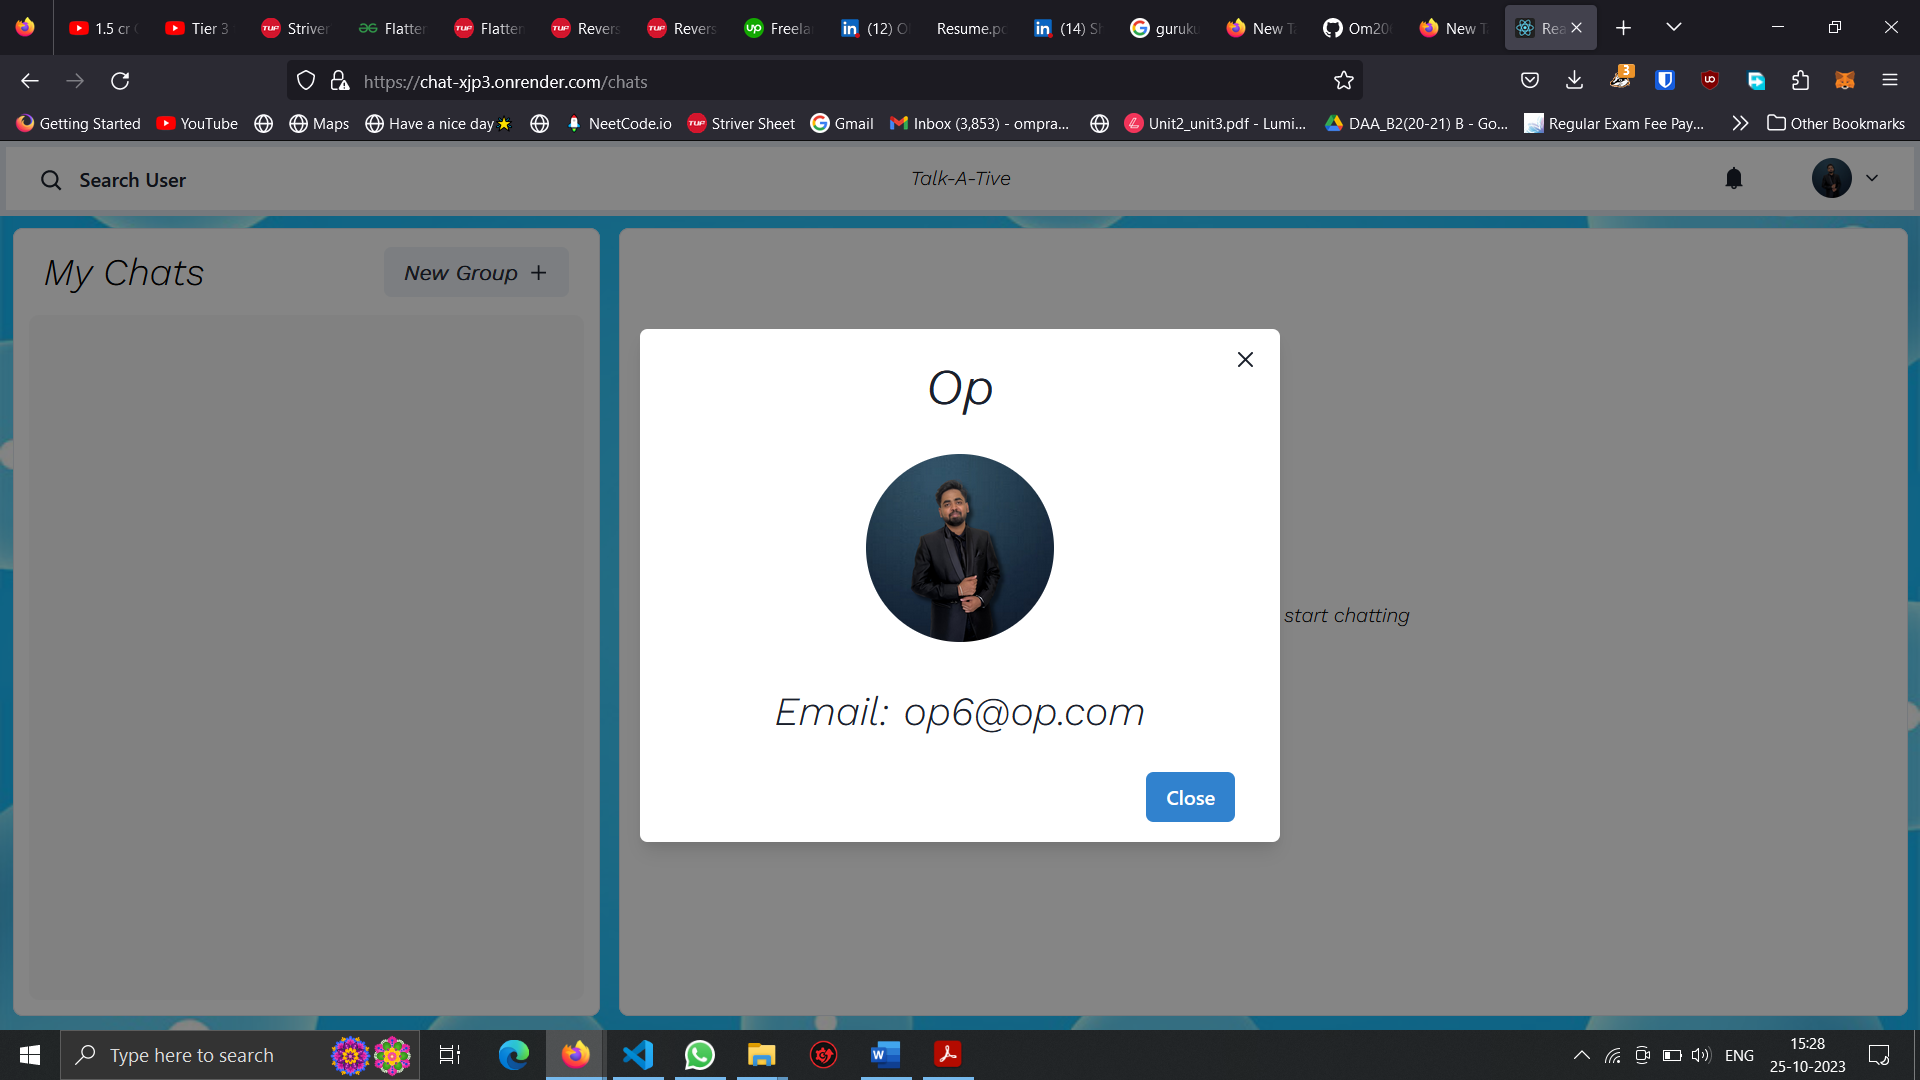 1.5 cr
Tier 3
Striver
Flatter
Flatter
Revers
Revers
Freela
(12) O
Resume.pc
(14) S
guruku
New T
Om20
New T
Rea
https://chat-xjp3.onrender.com/chats
3
Getting Started
YouTube
Maps
Have a nice day
NeetCode.io
Striver Sheet
Gmail
Inbox (3,853) - ompra...
Unit2_unit3.pdf - Lumi...
DAA_B2(20-21) B - Go...
Regular Exam Fee Pay...
Other Bookmarks
Search User
Talk-A-Tive
My Chats
New Group +
Op
start chatting
Email: op6@op.com
Close
Type here to search
ENG
15:28
25-10-2023